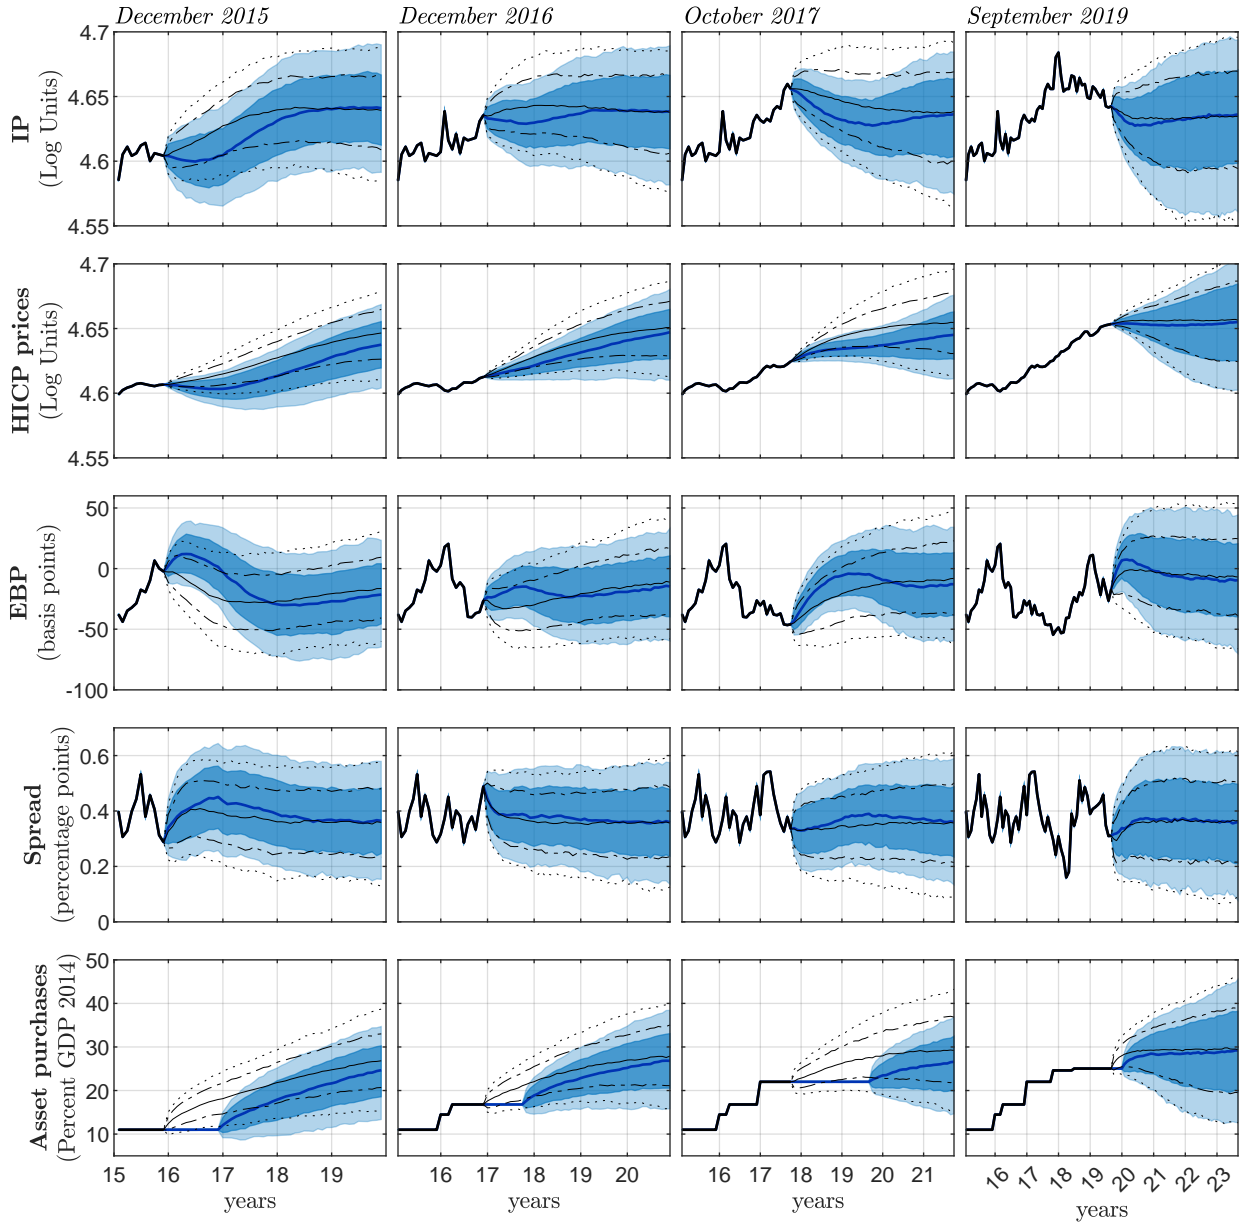 December 2015 December 2016 October 2017 September 2019
IP
(Log Units)
4.7
4.65
4.6
4.55
HICP prices
(Log Units)
4.7
4.65
4.6
4.55
EBP
(basis points)
50
0
-50
-100
Spread
(percentage points)
0.6
0.4
0.2
0
Asset purchases
(Percent GDP 2014)
50
40
30
20
10
15 16 17 18 19 16 17 18 19 20 16 17 18 19 20 21 16 15 16 17 18 19 20 21 22 23
years years years years